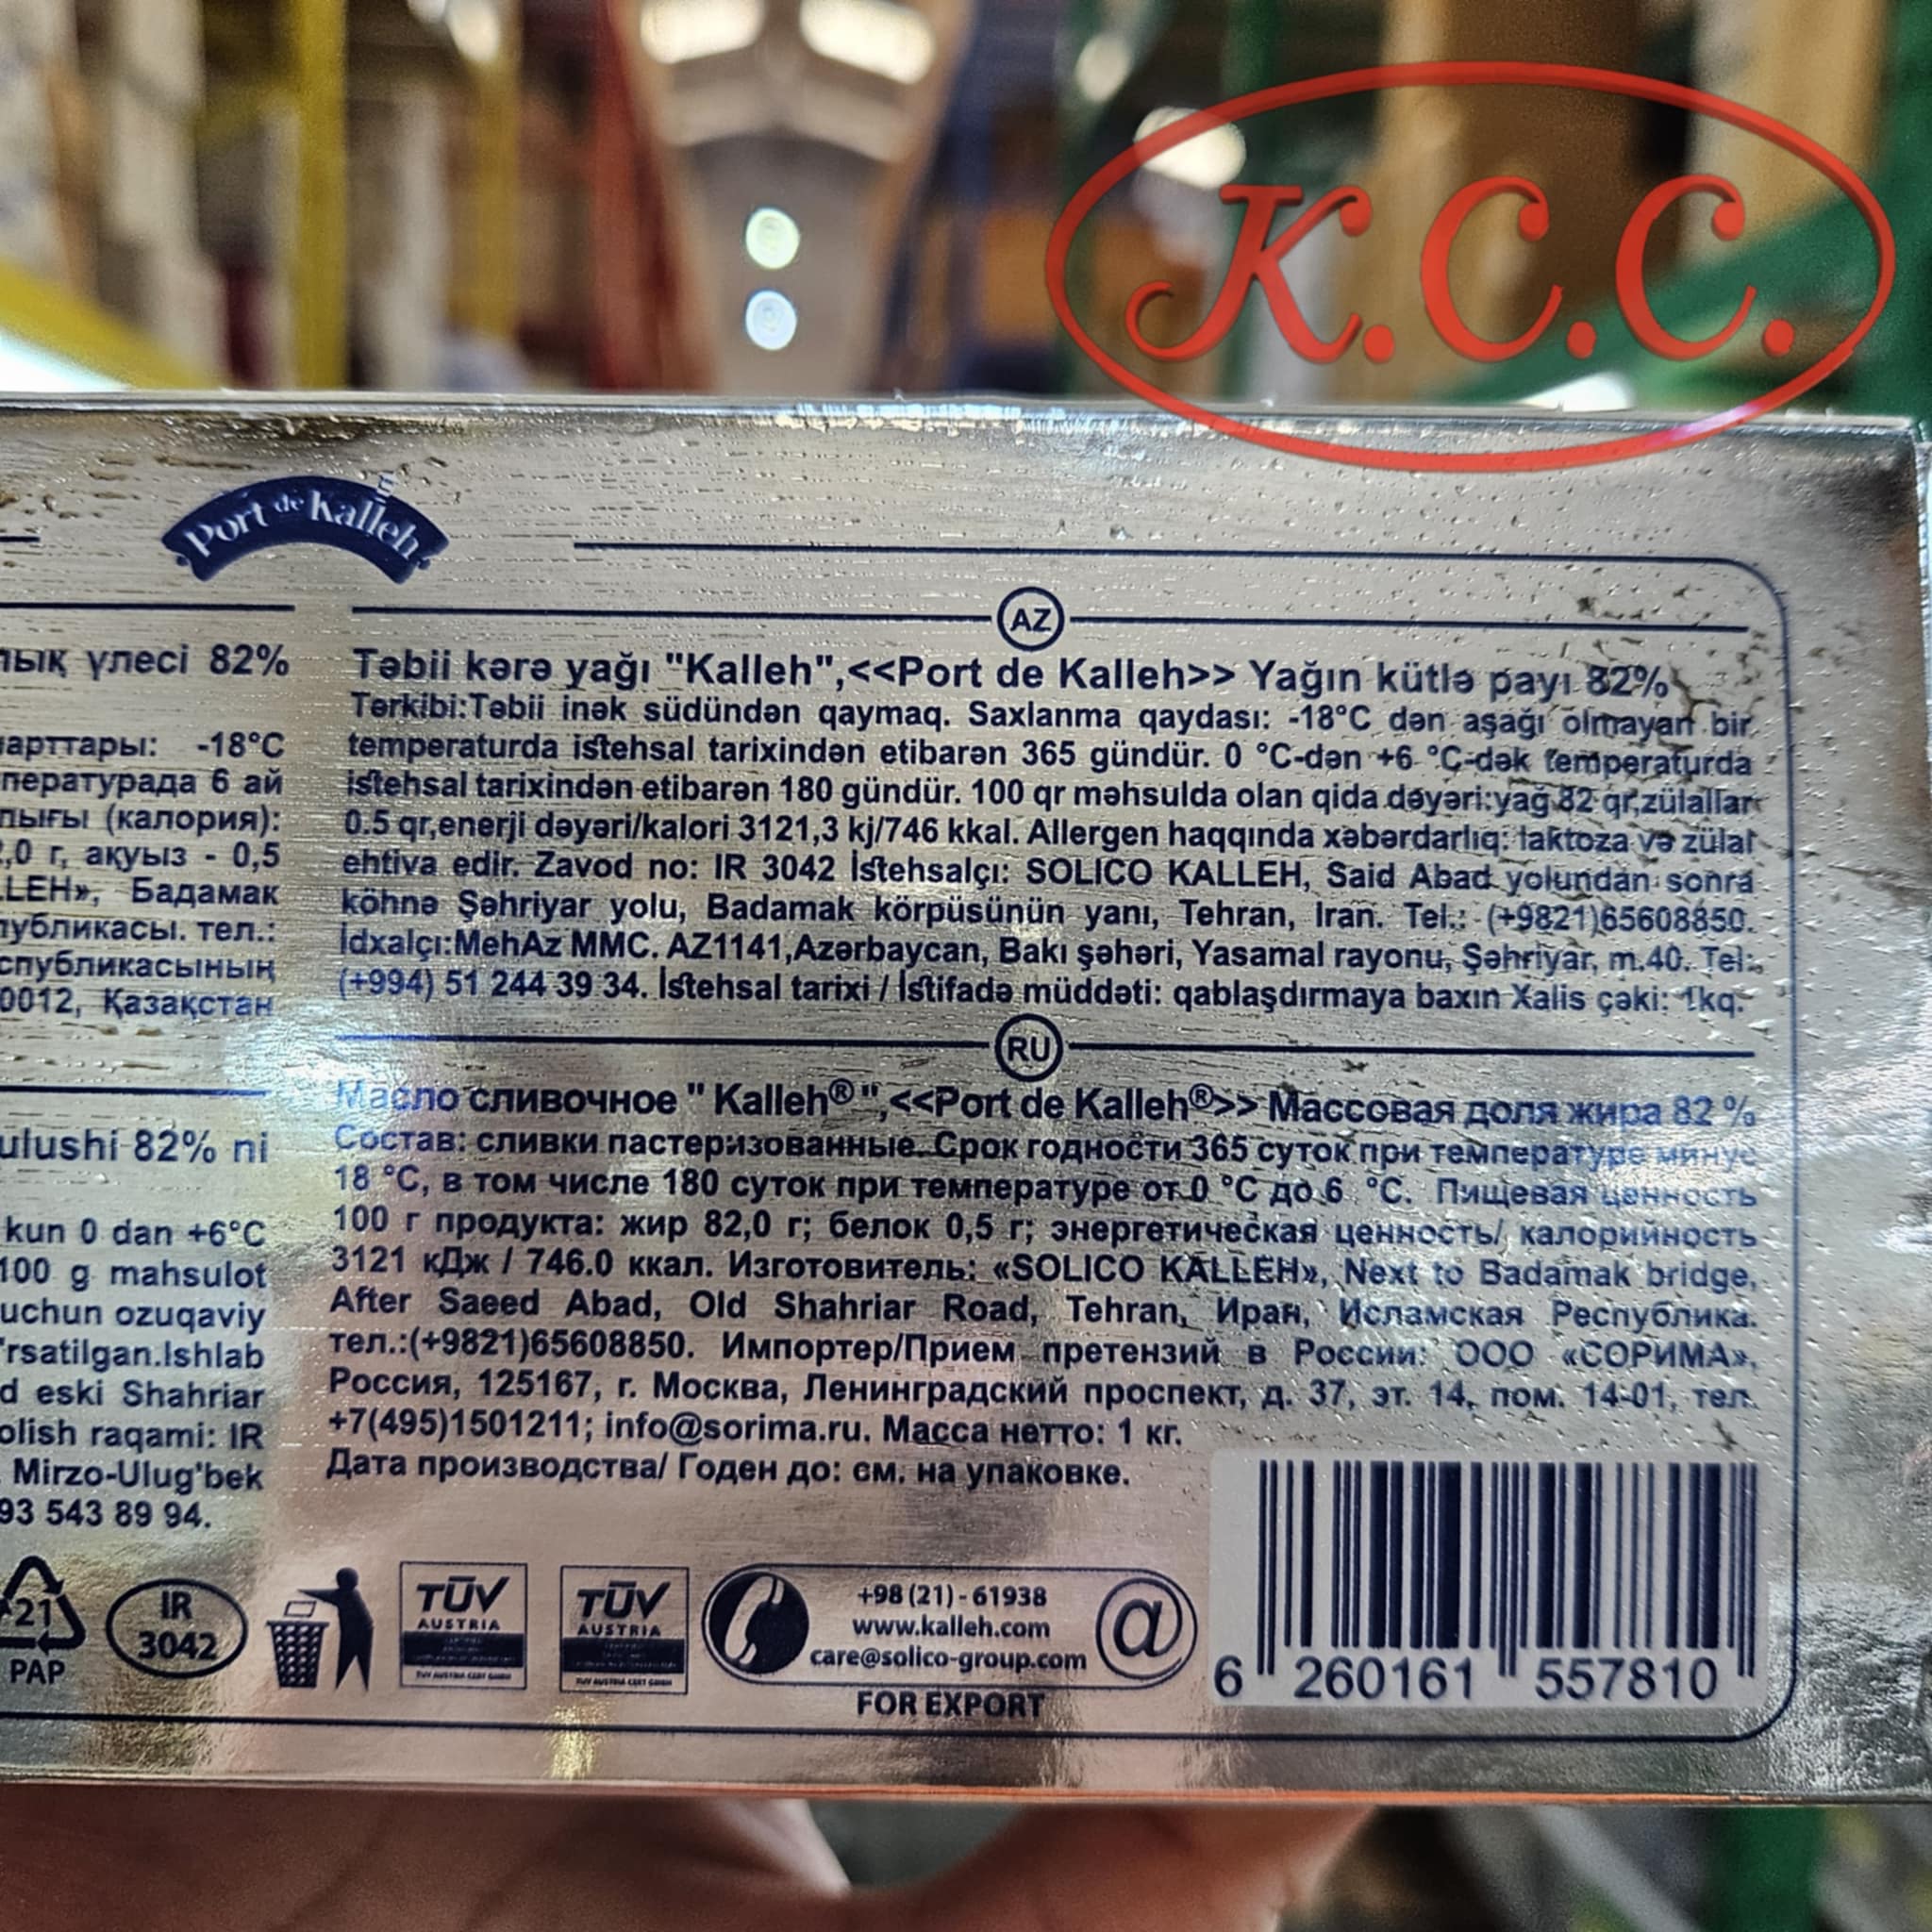 K.C.C.
Port de Kalleh
лық үлесі 82%
парттары: -18°C
пературада 6 ай
лығы (калория):
,0 г, ақуыз - 0,5
LLEH», Бадамак
публикасы. тел.:
спубликасының
0012, Қазақстан
ulushi 82% ni
kun 0 dan +6°C
100 g mahsulot
uchun ozuqaviy
'rsatilgan.Ishlab
d eski Shahriar
olish raqami: IR
Mirzo-Ulug'bek
93 543 89 94.
AZ
Təbii kərə yağı "Kalleh",<<Port de Kalleh>> Yağın kütlə payı 82%
Tərkibi:Təbii inək südündən qaymaq. Saxlanma qaydası: -18°C dən aşağı olmayan bir
temperaturda istehsal tarixindən etibarən 365 gündür. 0 °C-dən +6 °C-dək temperaturda
istehsal tarixindən etibarən 180 gündür. 100 qr məhsulda olan qida dəyəri:yağ 82 qr,zülallar
0.5 qr,enerji dəyəri/kalori 3121,3 kj/746 kkal. Allergen haqqında xəbərdarlıq: laktoza və zülal
ehtiva edir. Zavod no: IR 3042 İstehsalçı: SOLICO KALLEH, Said Abad yolundan sonra
köhnə Şəhriyar yolu, Badamak körpüsünün yanı, Tehran, Iran. Tel.: (+9821)65608850.
İdxalçı:MehAz MMC. AZ1141,Azərbaycan, Bakı şəhəri, Yasamal rayonu, Şəhriyar, m.40. Tel:
(+994) 51 244 39 34. İstehsal tarixi / İstifadə müddəti: qablaşdırmaya baxın Xalis çəki: 1kq.
RU
Масло сливочное " Kalleh® ",<<Port de Kalleh®>> Массовая доля жира 82 %
Состав: сливки пастеризованные. Срок годности 365 суток при температуре минус
18 °C, в том числе 180 суток при температуре от 0 °C до 6 °C. Пищевая ценность
100 г продукта: жир 82,0 г; белок 0,5 г; энергетическая ценность/ калорийность
3121 кДж / 746.0 ккал. Изготовитель: «SOLICO KALLEH», Next to Badamak bridge,
After Saeed Abad, Old Shahriar Road, Tehran, Иран, Исламская Республика.
тел.:(+9821)65608850. Импортер/Прием претензий в России: ООО «СОРИМА»,
Россия, 125167, г. Москва, Ленинградский проспект, д. 37, эт. 14, пом. 14-01, тел.
+7(495)1501211; info@sorima.ru. Масса нетто: 1 кг.
Дата производства/ Годен до: см. на упаковке.
21
PAP
IR
3042
TÜV
AUSTRIA
TÜV
AUSTRIA
+98 (21) - 61938
www.kalleh.com
care@solico-group.com
@
FOR EXPORT
6 260161 557810